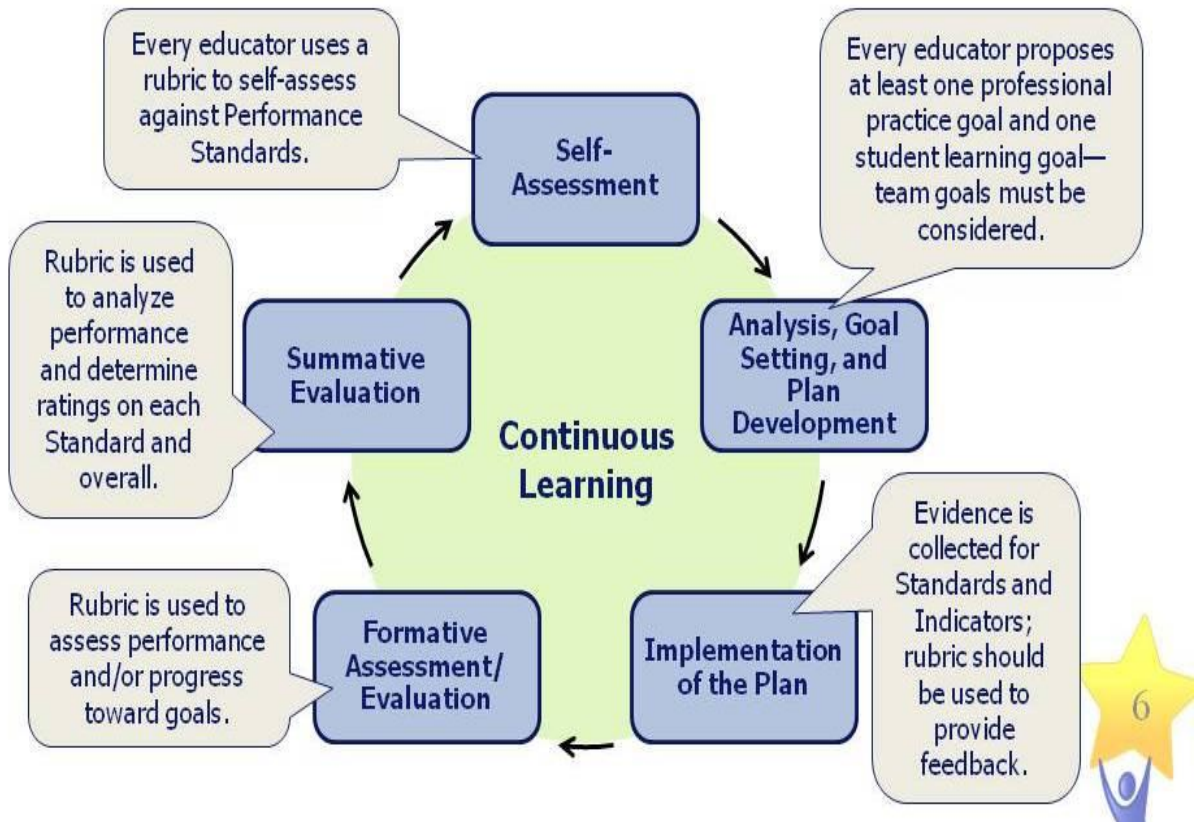 Every educator uses a
rubric to self-assess
against Performance
Standards.
Self-
Assessment
Every educator proposes
at least one professional
practice goal and one
student learning goal—
team goals must be
considered.
Analysis, Goal
Setting, and
Plan
Development
Evidence is
collected for
Standards and
Indicators;
rubric should
be used to
provide
feedback.
Implementation
of the Plan
Rubric is used to
assess performance
and/or progress
toward goals.
Formative
Assessment/
Evaluation
Rubric is used
to analyze
performance
and determine
ratings on each
Standard and
overall.
Summative
Evaluation
Continuous
Learning
6